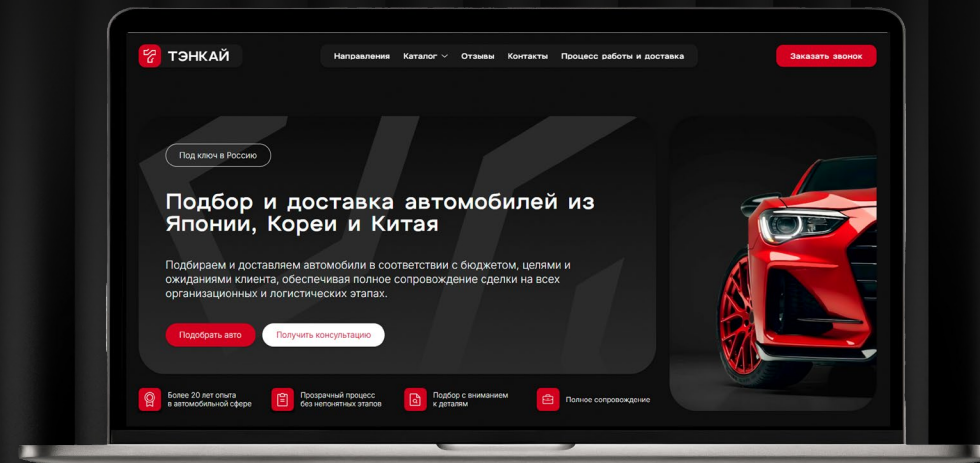 ТЭНКАЙ
Направления Каталог Отзывы Контакты Процесс работы и доставка
Заказать звонок
Под ключ в Россию
Подбор и доставка автомобилей из
Японии, Кореи и Китая
Подбираем и доставляем автомобили в соответствии с бюджетом, целями и
ожиданиями клиента, обеспечивая полное сопровождение сделки на всех
организационных и логистических этапах.
Подобрать авто
Получить консультацию
Более 20 лет опыта
в автомобильной сфере
Прозрачный процесс
без непонятных этапов
Подбор с вниманием
к деталям
Полное сопровождение